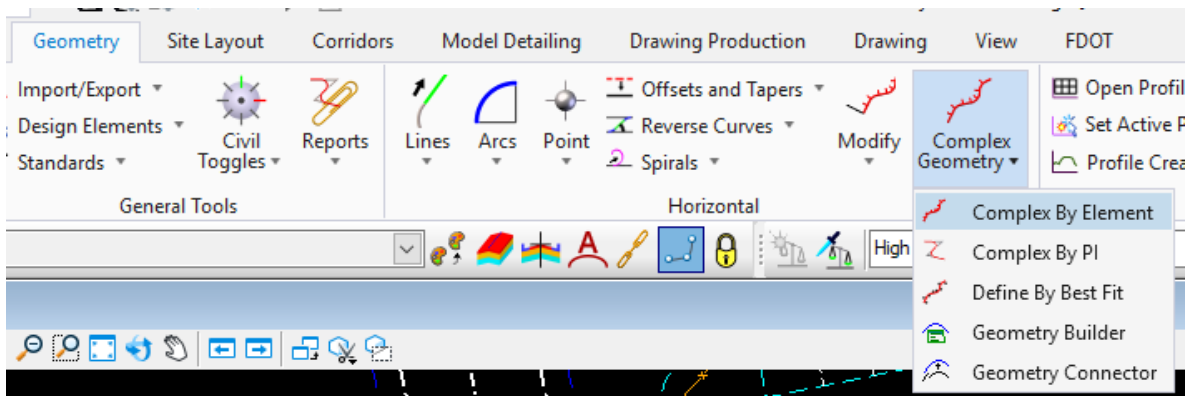 Geometry Site Layout Corridors Model Detailing Drawing Production Drawing View FDOT
Import/Export
Design Elements
Standards
Civil
Toggles
Reports
General Tools
Lines
Arcs
Point
Offsets and Tapers
Reverse Curves
Spirals
Modify
Complex
Geometry
Horizontal
Open Profil
Set Active P
Profile Crea
High
Complex By Element
Complex By PI
Define By Best Fit
Geometry Builder
Geometry Connector